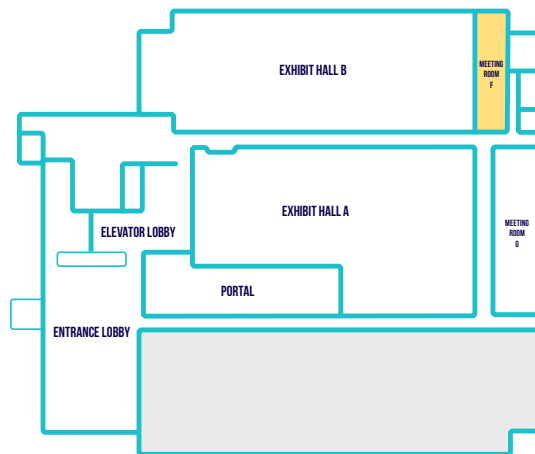 EXHIBIT HALL B
MEETING
ROOM
F
EXHIBIT HALL A
MEETING
ROOM
G
ELEVATOR LOBBY
PORTAL
ENTRANCE LOBBY